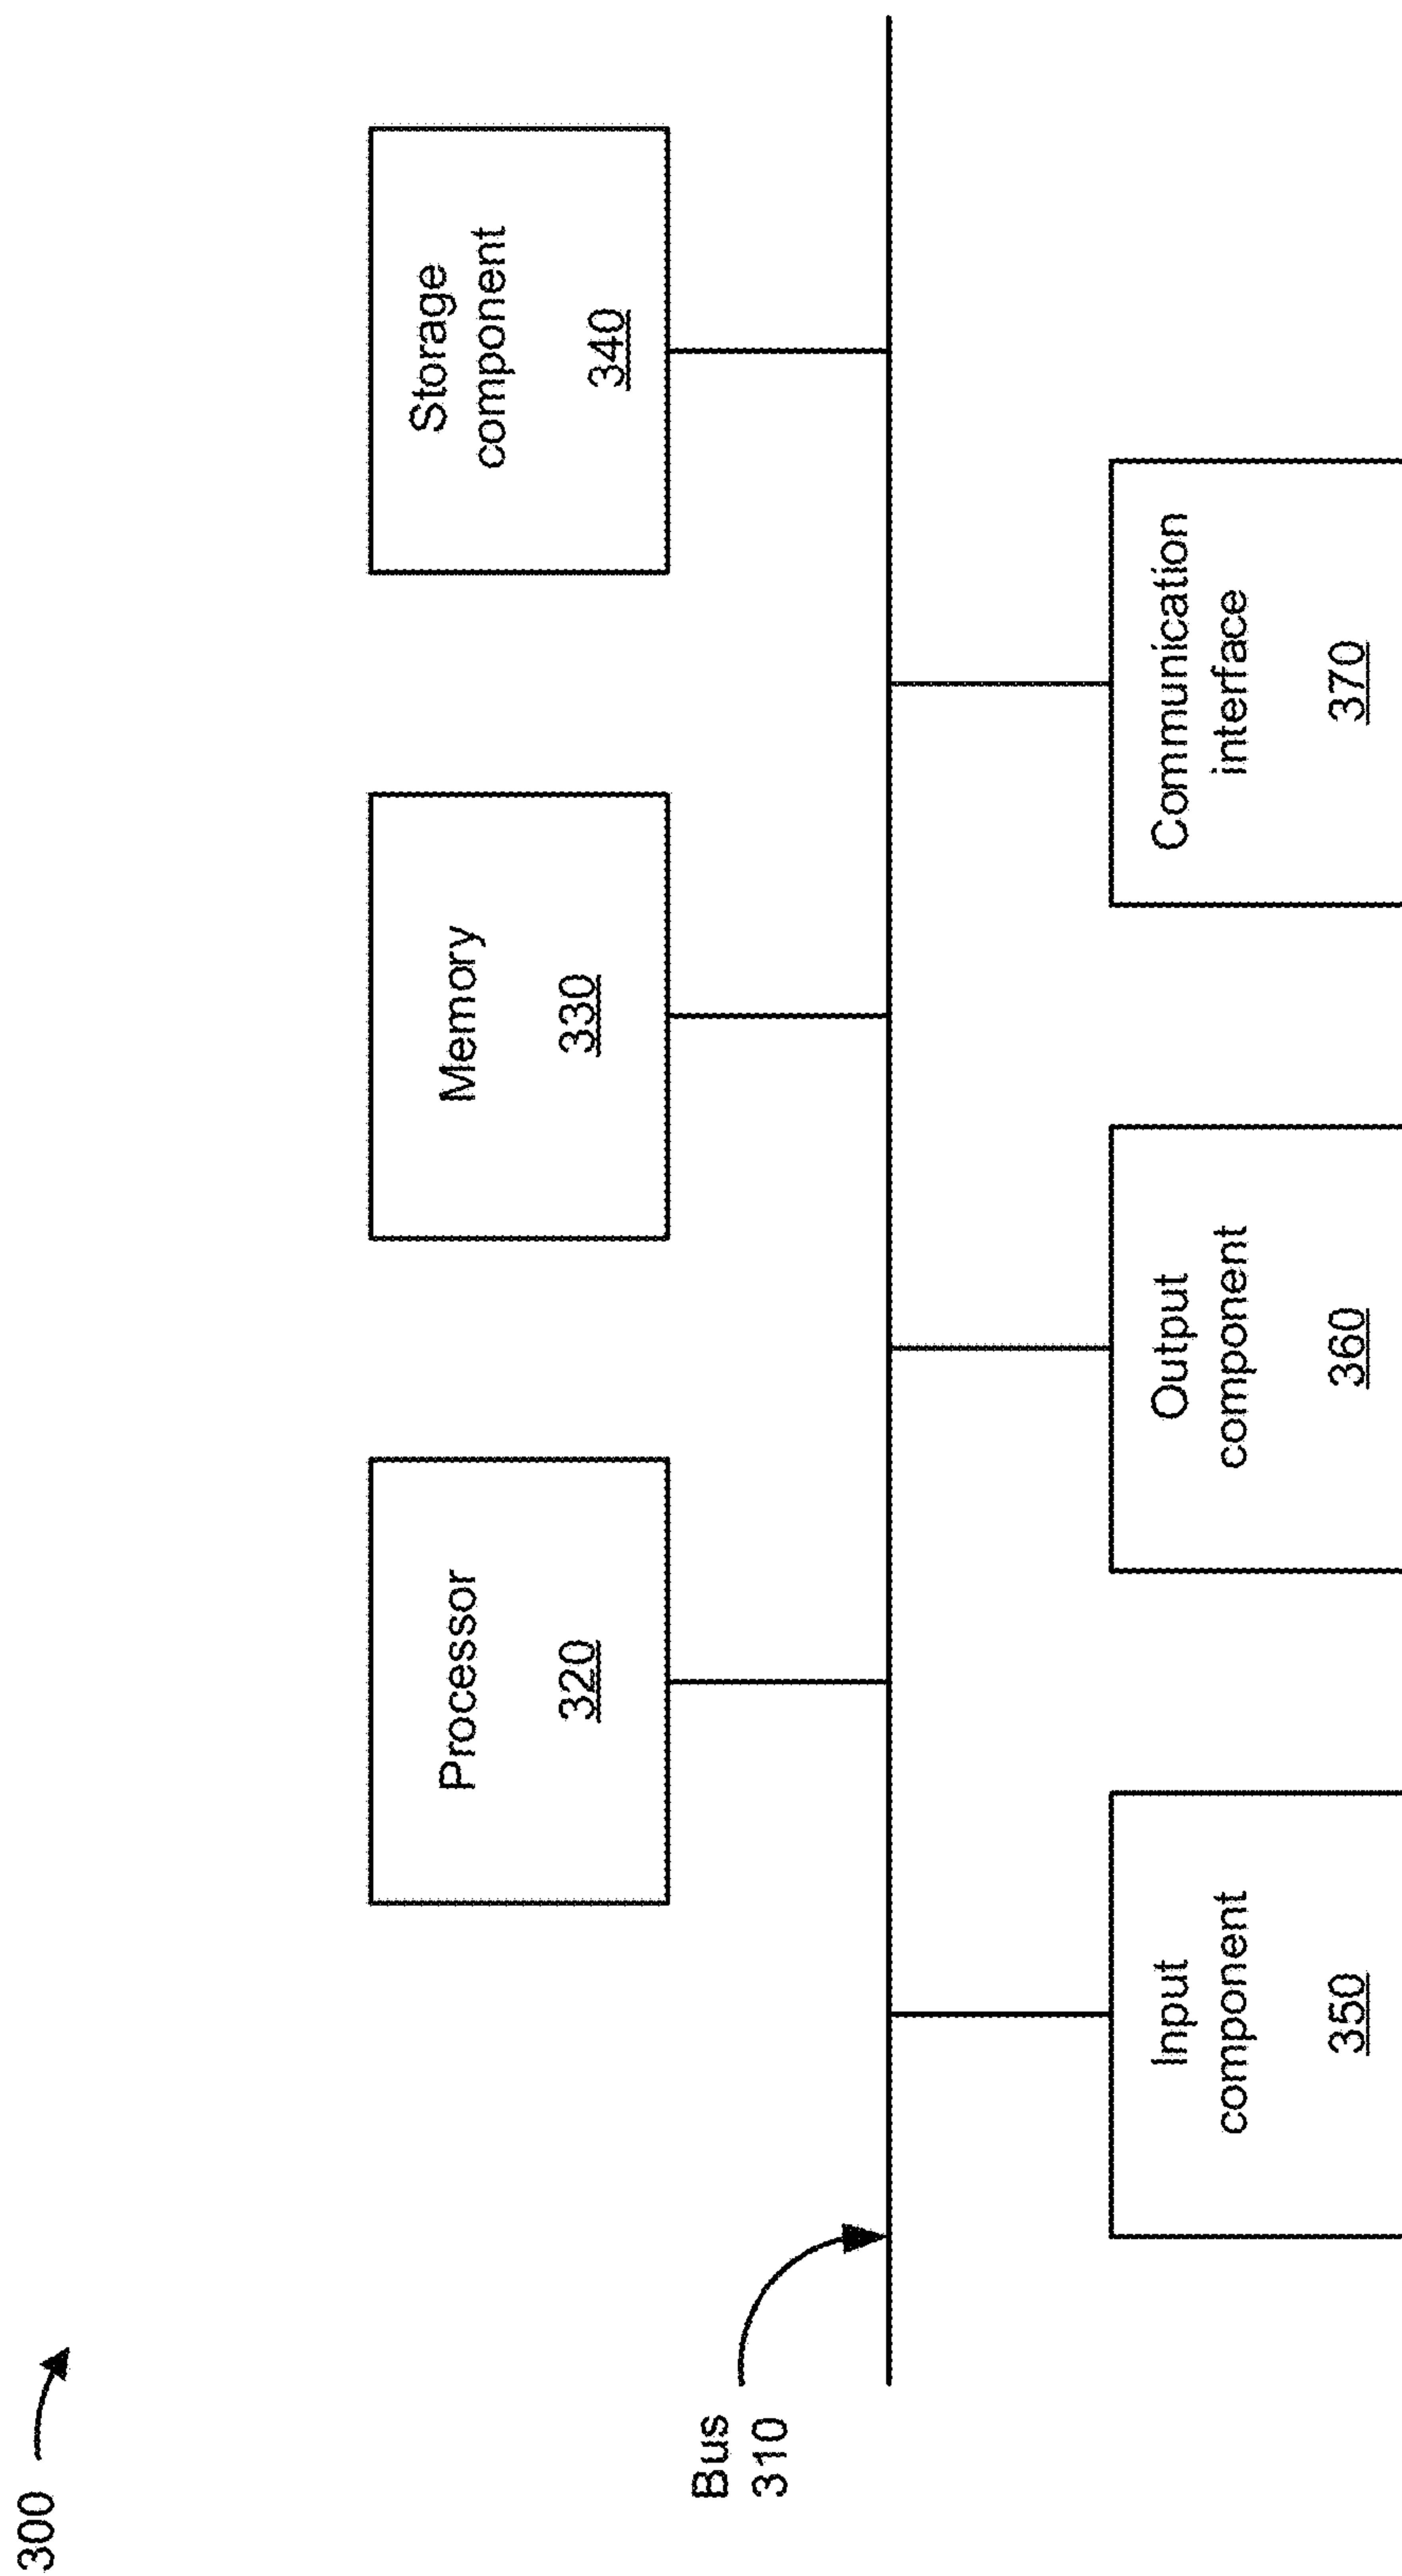 300
Processor
320
Memory
330
Storage
component
340
Bus
310
Input
component
350
Output
component
360
Communication
interface
370